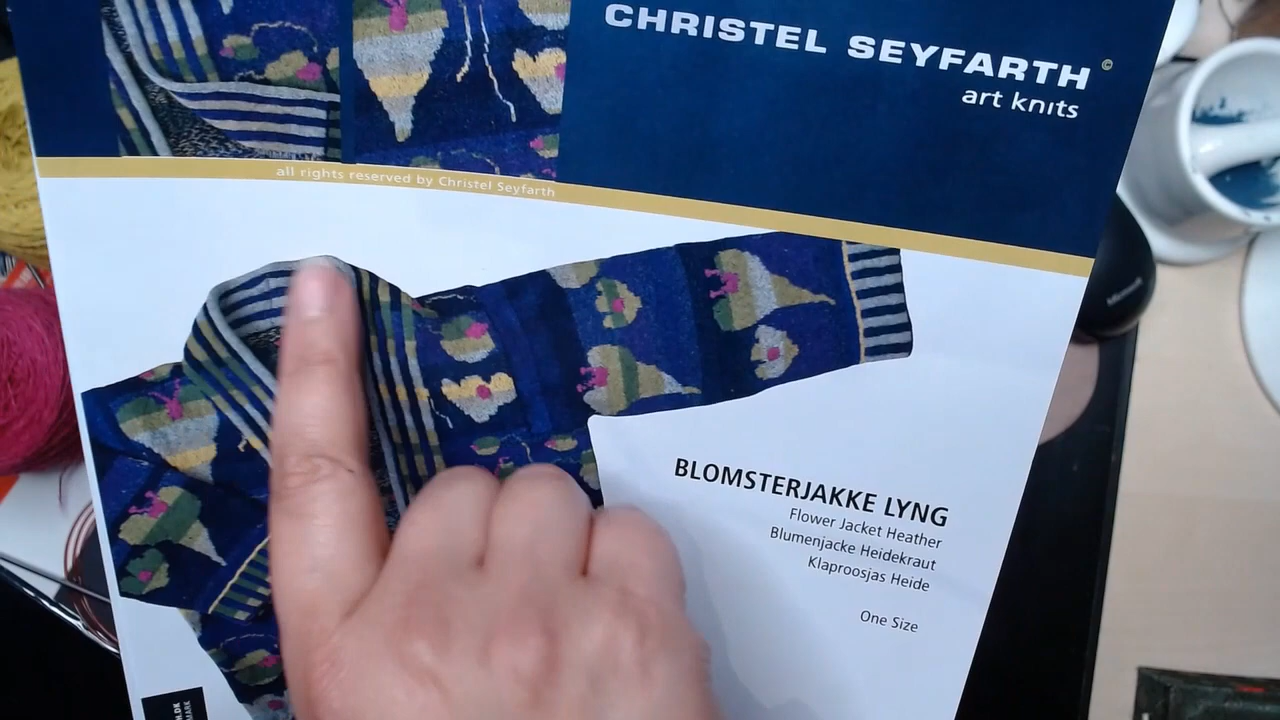 CHRISTEL SEYFARTH ©
art knits
all rights reserved by Christel Seyfarth
BLOMSTERJAKKE LYNG
Flower Jacket Heather
Blumenjacke Heidekraut
Klaproosjas Heide
One Size